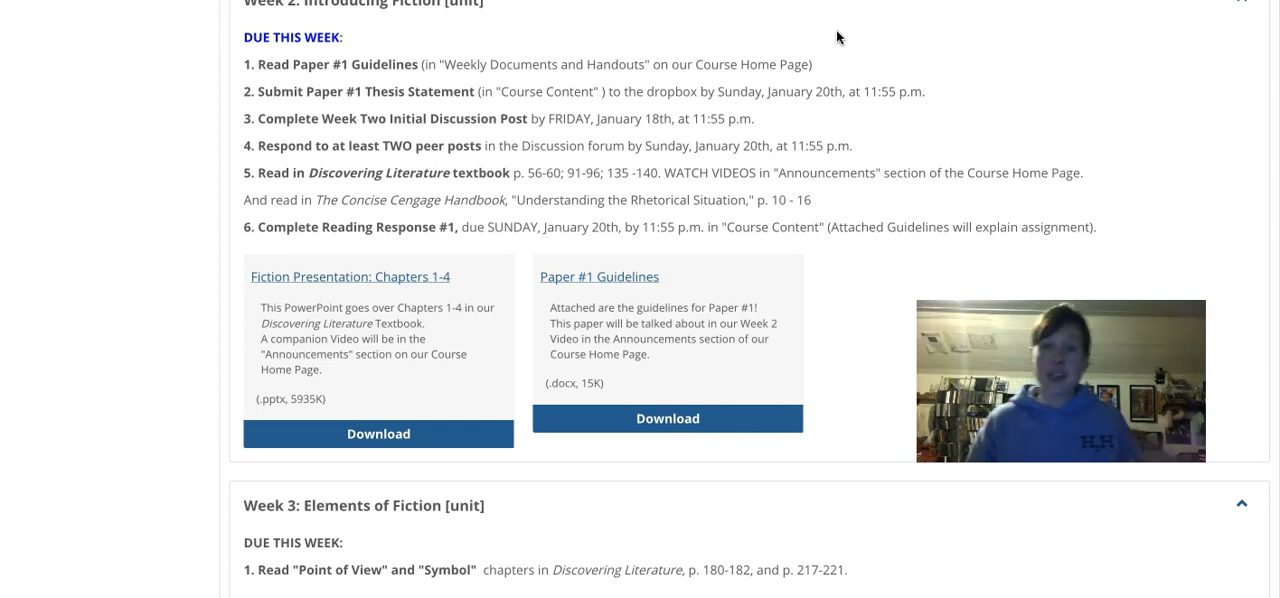 Week 2: Introducing Fiction [unit]
DUE THIS WEEK:
1. Read Paper #1 Guidelines (in "Weekly Documents and Handouts" on our Course Home Page)
2. Submit Paper #1 Thesis Statement (in "Course Content" ) to the dropbox by Sunday, January 20th, at 11:55 p.m.
3. Complete Week Two Initial Discussion Post by FRIDAY, January 18th, at 11:55 p.m.
4. Respond to at least TWO peer posts in the Discussion forum by Sunday, January 20th, at 11:55 p.m.
5. Read in Discovering Literature textbook p. 56-60; 91-96; 135 -140. WATCH VIDEOS in "Announcements" section of the Course Home Page.
And read in The Concise Cengage Handbook, "Understanding the Rhetorical Situation," p. 10 - 16
6. Complete Reading Response #1, due SUNDAY, January 20th, by 11:55 p.m. in "Course Content" (Attached Guidelines will explain assignment).
Fiction Presentation: Chapters 1-4
This PowerPoint goes over Chapters 1-4 in our
Discovering Literature Textbook.
A companion Video will be in the
"Announcements" section on our Course
Home Page.
(.pptx, 5935K)
Download
Paper #1 Guidelines
Attached are the guidelines for Paper #1!
This paper will be talked about in our Week 2
Video in the Announcements section of our
Course Home Page.
(.docx, 15K)
Download
HH
Week 3: Elements of Fiction [unit]
DUE THIS WEEK:
1. Read "Point of View" and "Symbol" chapters in Discovering Literature, p. 180-182, and p. 217-221.